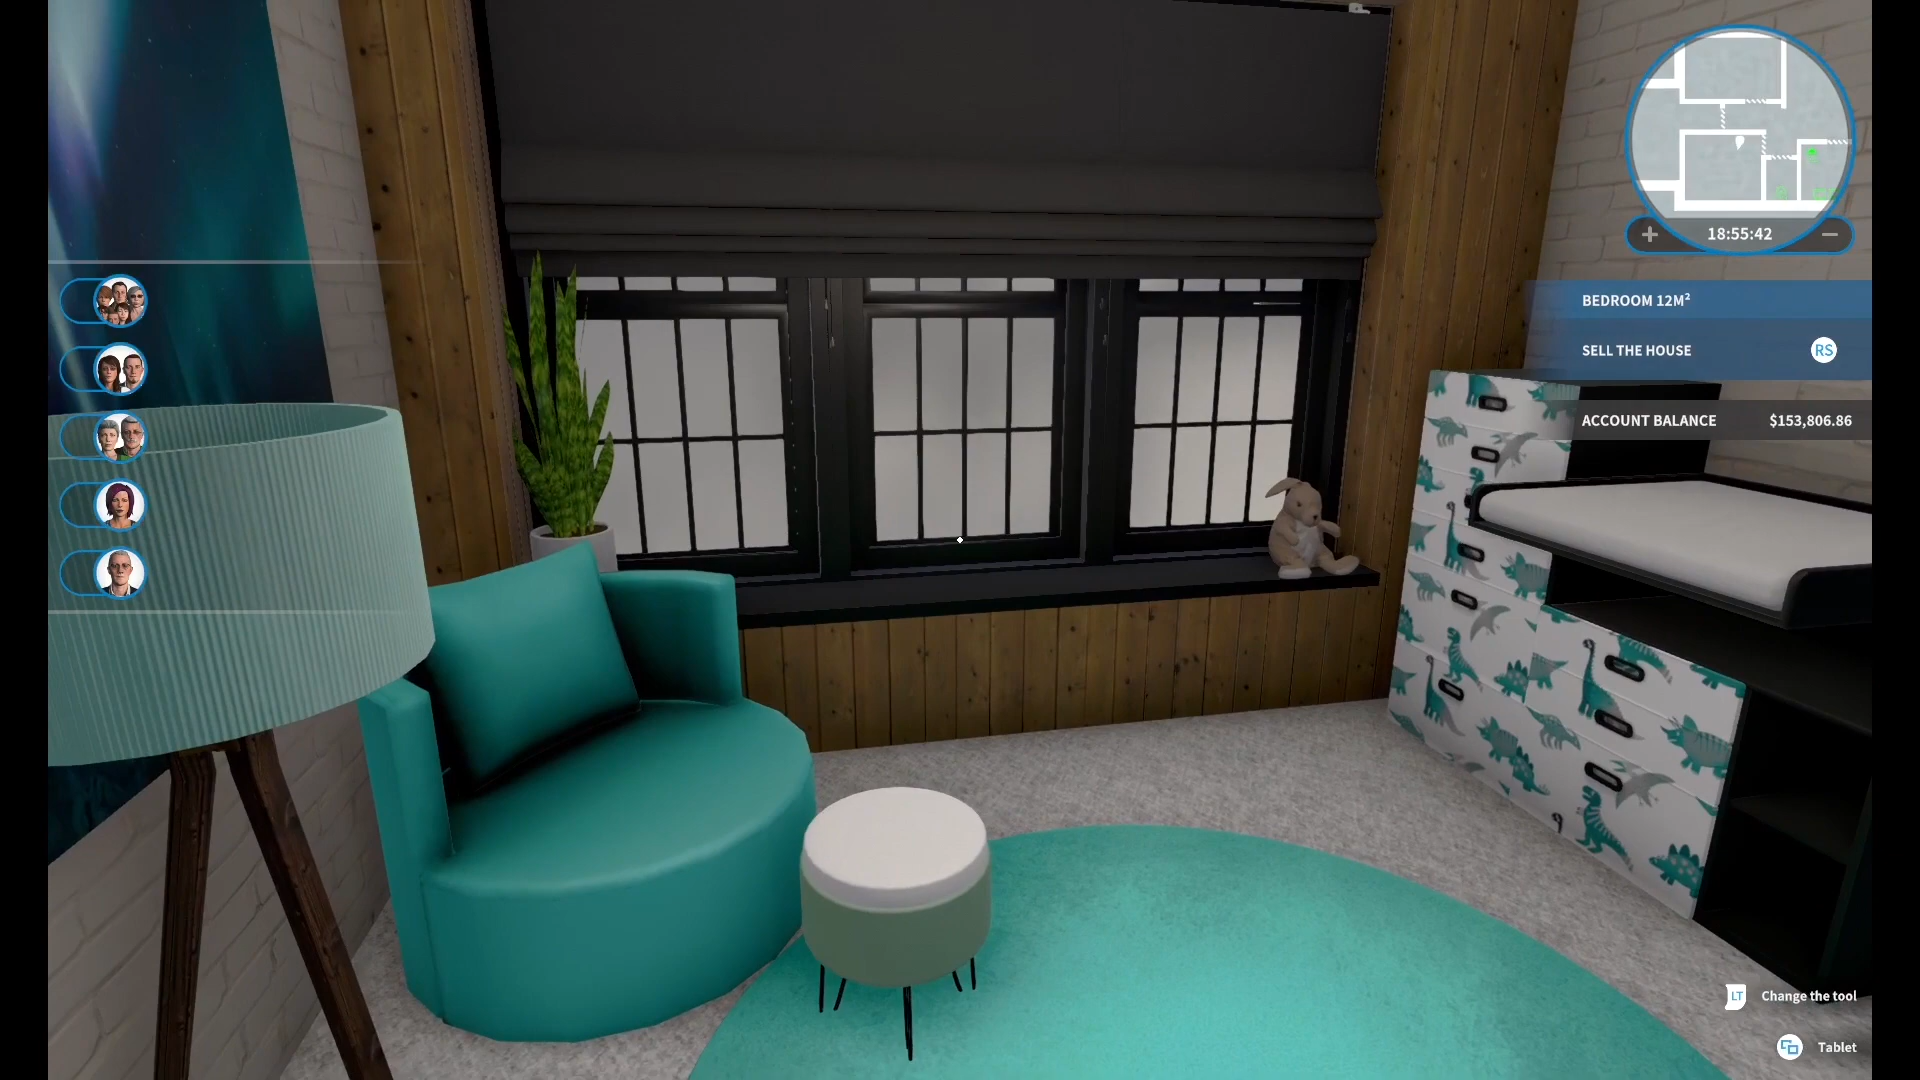 18:55:42
BEDROOM 12M²
SELL THE HOUSE RS
ACCOUNT BALANCE $153,806.86
LT Change the tool
Tablet